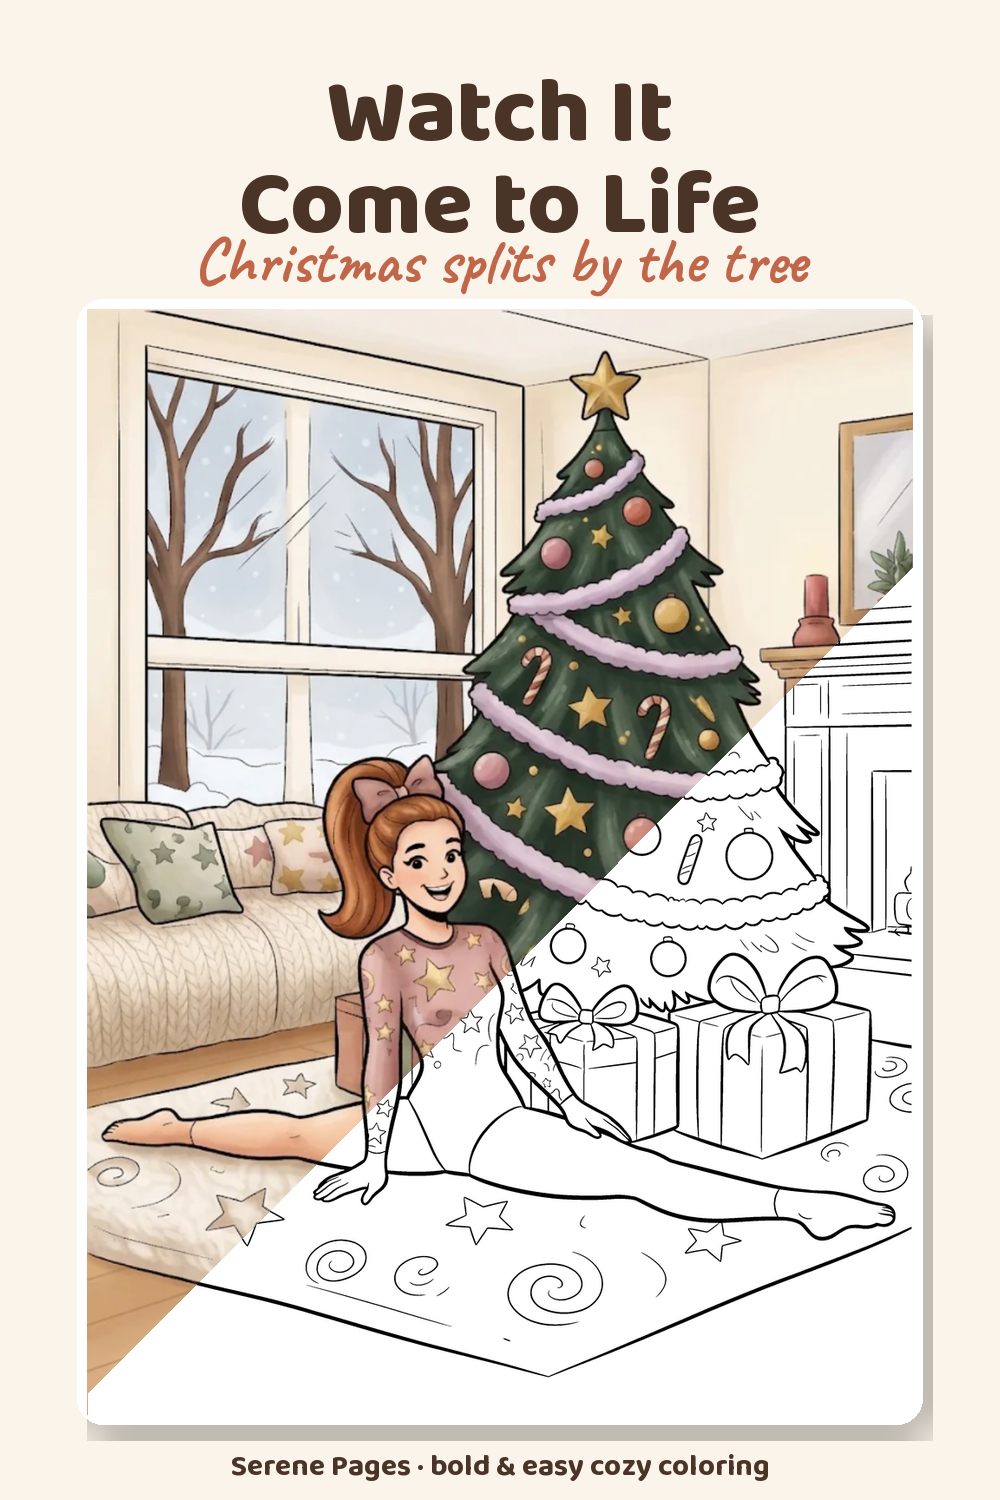 Watch It
Come to Life
Christmas splits by the tree
Serene Pages · bold & easy cozy coloring